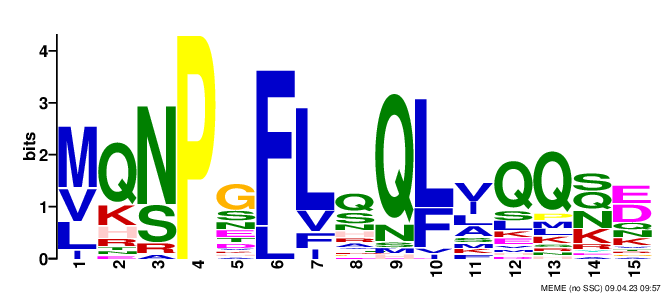 bits
4
3
2
1
0
M Q N P G F L Q Q L V Q Q S E
V K S S I V S N F I S P Q D
L H R N L F N S I L L M N Q
I R A E I H M V A K L K N
1 2 3 4 5 6 7 8 9 10 11 12 13 14 15
MEME (no SSC) 09.04.23 09:57